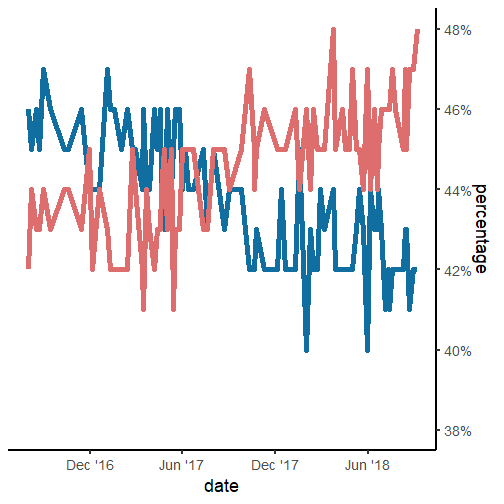 48%
46%
44%
42%
40%
38%
percentage
Dec '16
Jun '17
Dec '17
Jun '18
date